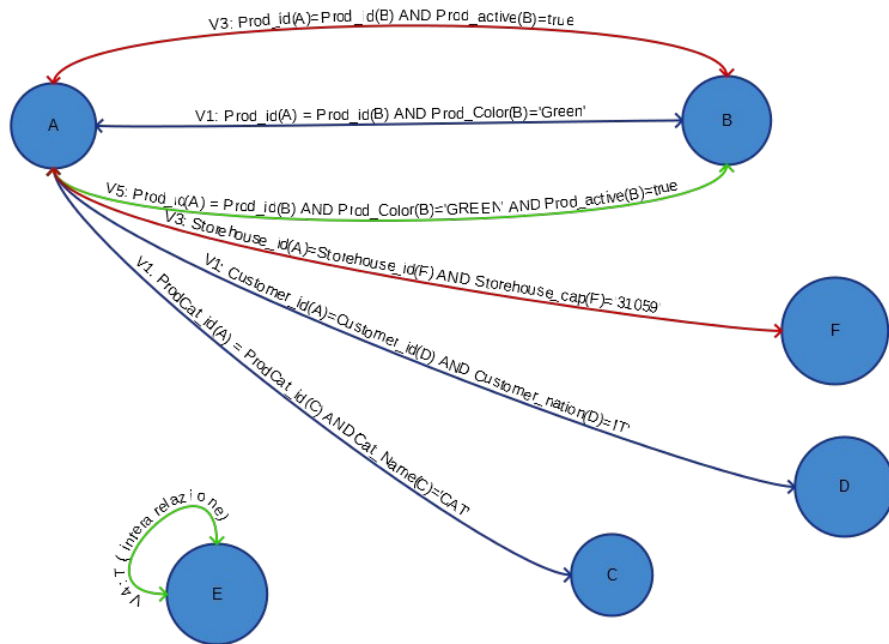 V3: Prod_id(A)=Prod_id(B) AND Prod_active(B)=true
A
V1: Prod_id(A) = Prod_id(B) AND Prod_Color(B)='Green'
B
V5: Prod_id(A) = Prod_id(B) AND Prod_Color(B)='GREEN' AND Prod_active(B)=true
V3: Storehouse_id(A)=Storehouse_id(F) AND Storehouse_cap(F)= 31059'
F
V1: Customer_id(A)=Customer_id(D) AND Customer_nation(D)='IT'
D
V1. ProdCat_id(A) = ProdCat_id(C) AND Cat_Name(C)='CAT'
C
V4: T ( intera relazione)
E